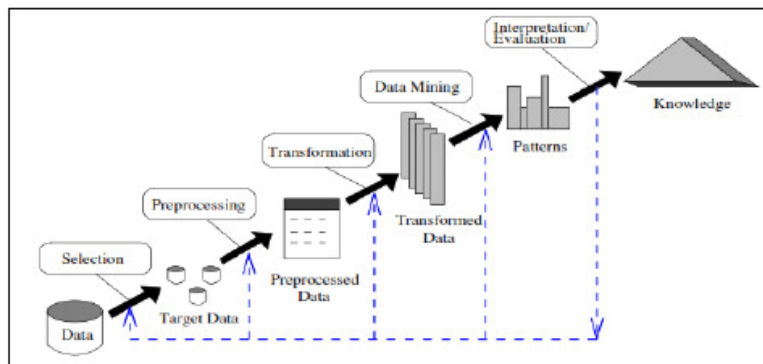 Interpretation/
Evaluation
Data Mining
Knowledge
Transformation
Patterns
Preprocessing
Transformed
Data
Selection
Preprocessed
Data
Target Data
Data